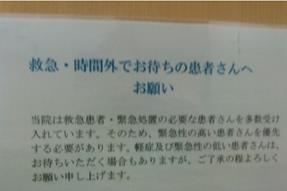 救急・時間外でお待ちの患者さんへ
お願い
当院は救急患者・緊急処置の必要な患者さんを多数受け
入れています。そのため、緊急性の高い患者さんを優先
する必要があります。軽症及び緊急性の低い患者さんは、
お待ちいただく場合もありますが、ご了承の程よろしく
お願い申し上げます。